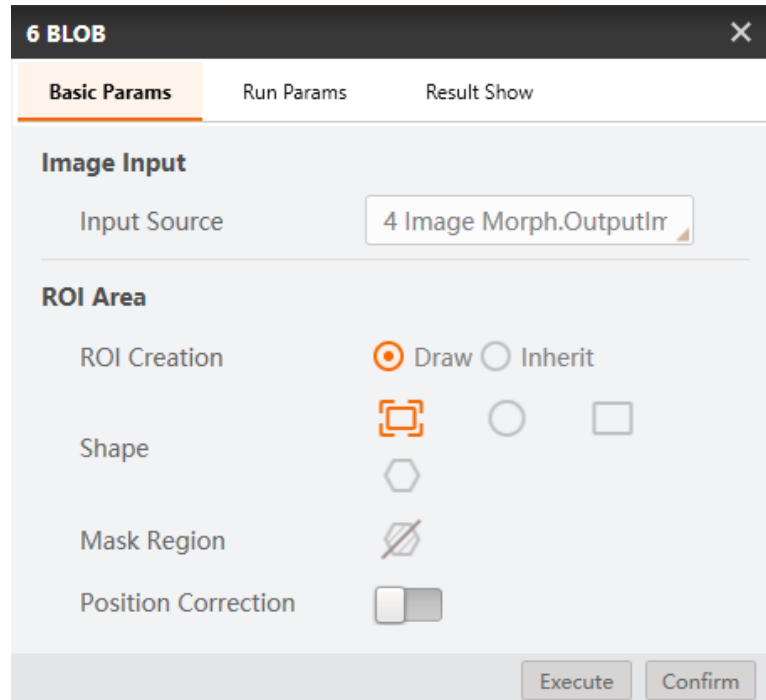 6 BLOB
Basic Params Run Params Result Show
Image Input
Input Source 4 Image Morph.OutputIm
ROI Area
ROI Creation Draw Inherit
Shape
Mask Region
Position Correction
Execute Confirm